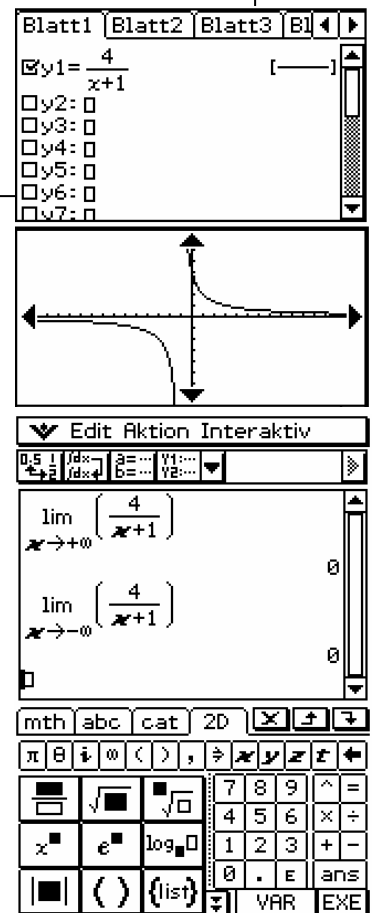 Blatt1 Blatt2 Blatt3 Bl
y1=4/(x+1) [——]
y2:
y3:
y4:
y5:
y6:
y7:
Edit Aktion Interaktiv
lim x→+∞ (4/(x+1))
0
lim x→-∞ (4/(x+1))
0
mth abc cat 2D
π θ i ∞ ( ) , ⇒ x y z t ←
√■ ■√□ 7 8 9 ^ =
4 5 6 × ÷
x■ e■ log■□ 1 2 3 + -
0 . E ans
|■| ( ) {list} VAR EXE